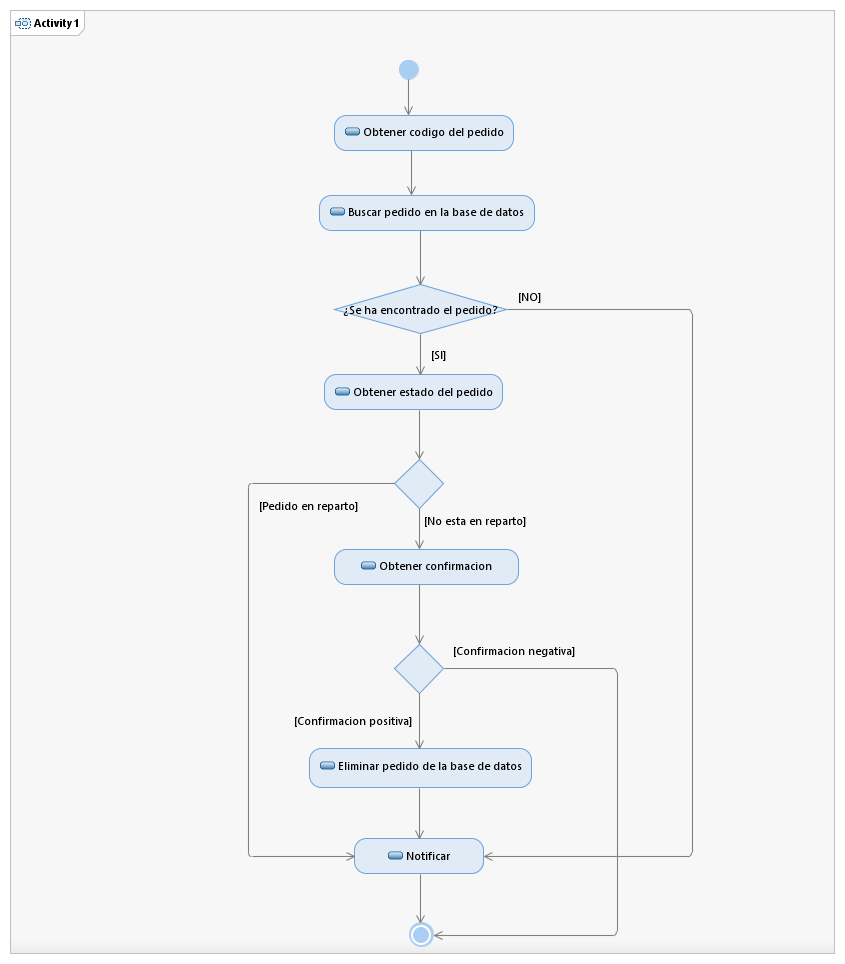 Activity1
Obtener codigo del pedido
Buscar pedido en la base de datos
[NO]
¿Se ha encontrado el pedido?
[SI]
Obtener estado del pedido
[Pedido en reparto]
[No esta en reparto]
Obtener confirmacion
[Confirmacion negativa]
[Confirmacion positiva]
Eliminar pedido de la base de datos
Notificar